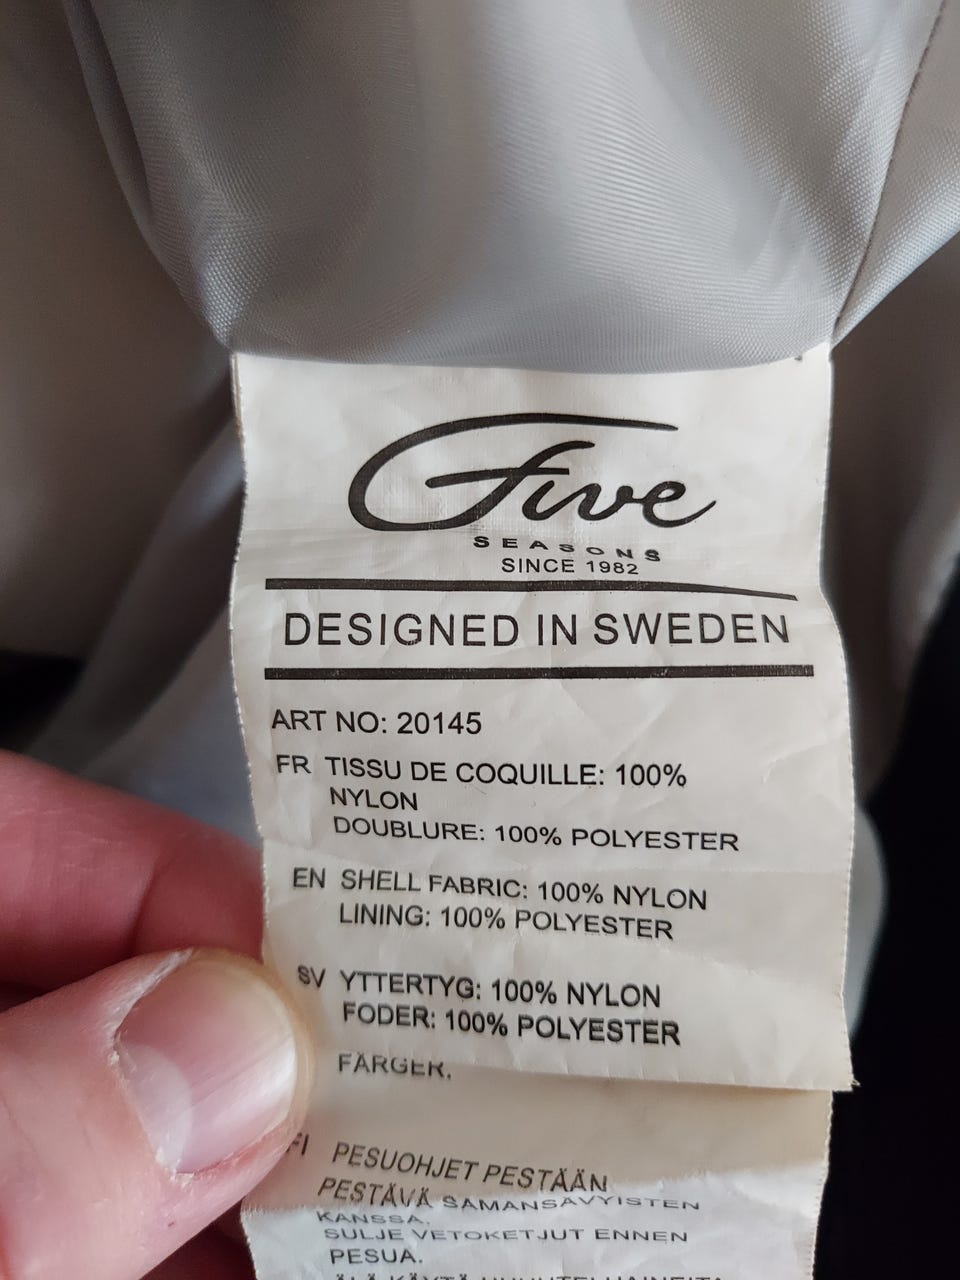 Five
SEASONS
SINCE 1982
DESIGNED IN SWEDEN
ART NO: 20145
FR TISSU DE COQUILLE: 100%
NYLON
DOUBLURE: 100% POLYESTER
EN SHELL FABRIC: 100% NYLON
LINING: 100% POLYESTER
SV YTTERTYG: 100% NYLON
FODER: 100% POLYESTER
FÄRGER.
FI PESUOHJET PESTÄÄN
PESTÄVÄ SAMANSÄVYISTEN
KANSSA.
SULJE VETOKETJUT ENNEN
PESUA.